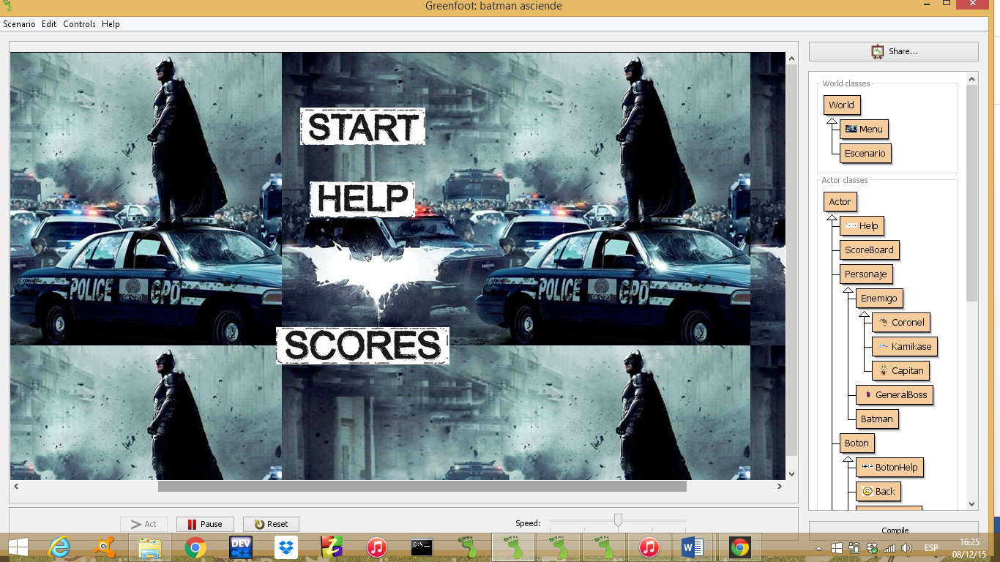 Greenfoot: batman asciende
Scenario Edit Controls Help
START
HELP
POLICE GPD
POLICE GPD
SCORES
Act
Pause
Reset
Speed:
Share...
World classes
World
Menu
Escenario
Actor classes
Actor
Help
ScoreBoard
Personaje
Enemigo
Coronel
Kamikase
Capitan
GeneralBoss
Batman
Boton
BotonHelp
Back
Compile
DEV
C++
ESP
16:25
08/12/15